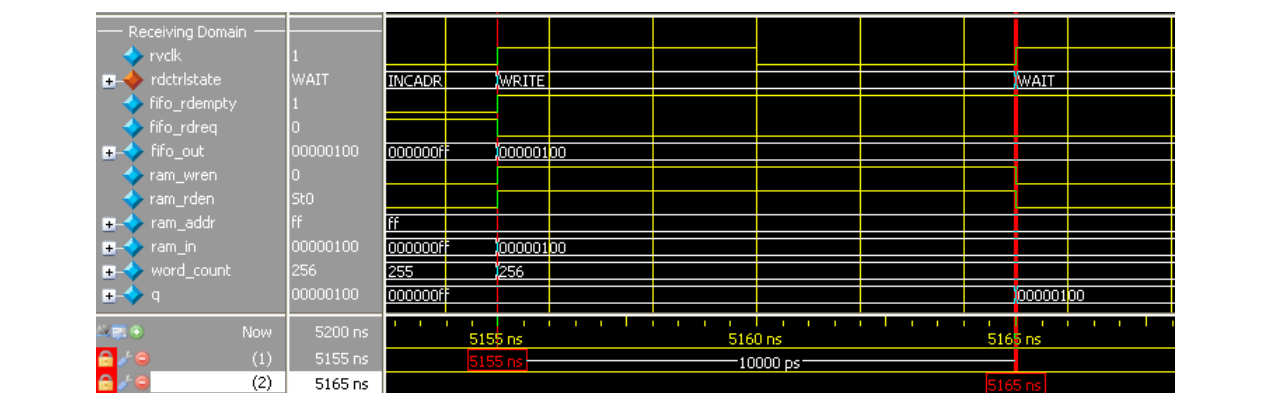 Receiving Domain
rvclk 1
rdctrlstate WAIT INCADR WRITE WAIT
fifo_rdempty 1
fifo_rdreq 0
fifo_out 00000100 000000ff 00000100
ram_wren 0
ram_rden St0
ram_addr ff ff
ram_in 00000100 000000ff 00000100
word_count 256 255 256
q 00000100 000000ff 00000100
Now 5200 ns 5155 ns 5160 ns 5165 ns
(1) 5155 ns 5155 ns 10000 ps
(2) 5165 ns 5165 ns